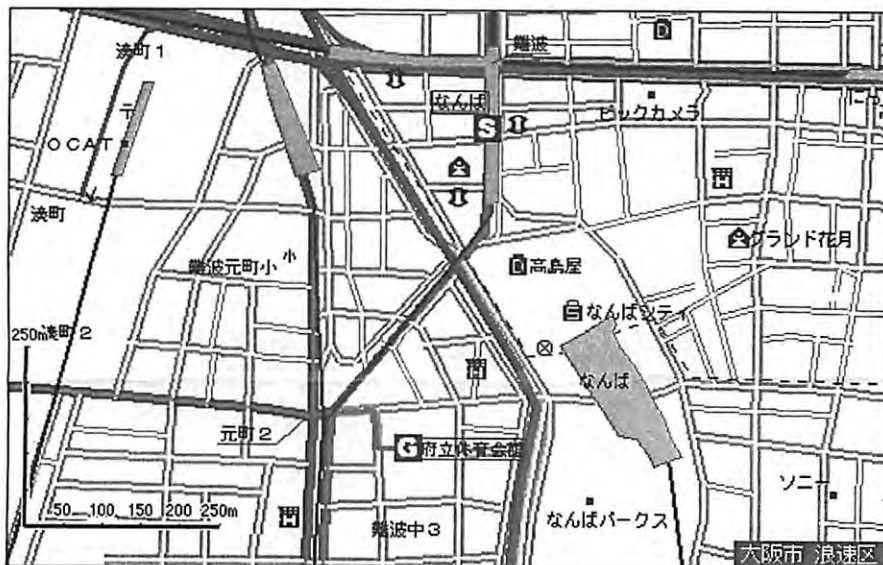 湊町1
難波
D
なんば
S
ビックカメラ
〒
OCAT
H
湊町
グランド花月
難波元町小
小
D
高島屋
S
なんばシティ
250m
湊町2
H
なんば
元町2
G
府立体育会館
ソニー
なんばパークス
50 100 150 200 250m
H
難波中3
大阪市 浪速区